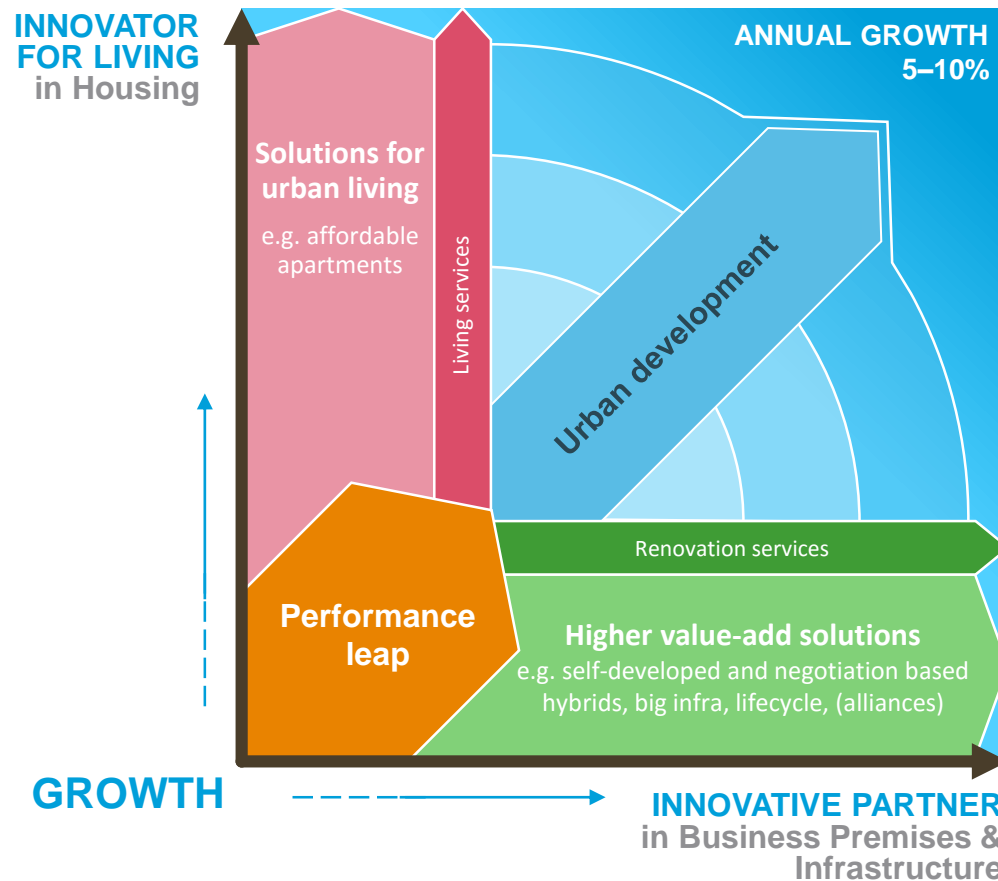 INNOVATOR
FOR LIVING
in Housing
ANNUAL GROWTH
5–10%
Solutions for
urban living
e.g. affordable
apartments
Living services
Urban development
Renovation services
Performance
leap
Higher value-add solutions
e.g. self-developed and negotiation based
hybrids, big infra, lifecycle, (alliances)
GROWTH
INNOVATIVE PARTNER
in Business Premises &
Infrastructure